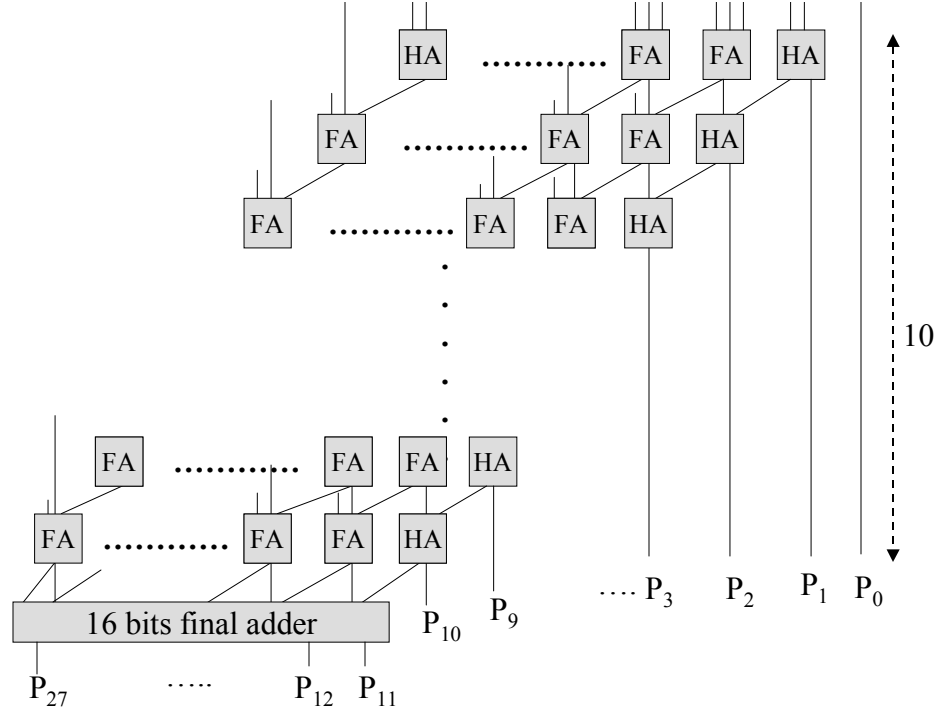 HA ............ FA FA HA
FA ............ FA FA HA
FA ............ FA FA HA
10
FA ............ FA FA HA
FA ............ FA FA HA
..... P3 P2 P1 P0
16 bits final adder
P10 P9
P27 ..... P12 P11